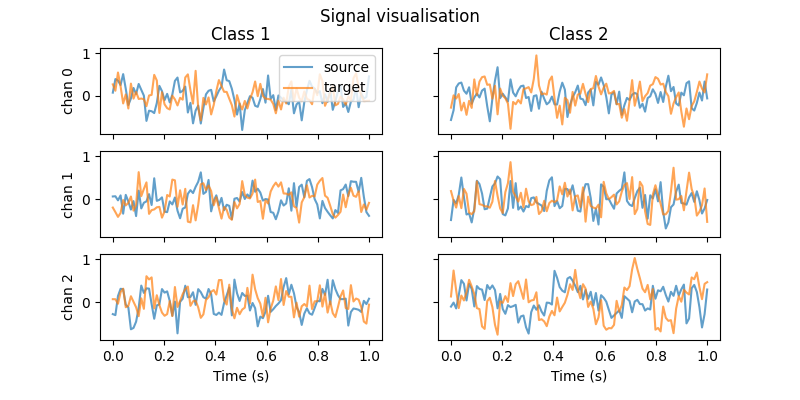 Signal visualisation
Class 1
Class 2
chan 0
1
0
source
target
chan 1
1
0
chan 2
1
0
0.0 0.2 0.4 0.6 0.8 1.0
0.0 0.2 0.4 0.6 0.8 1.0
Time (s)
Time (s)